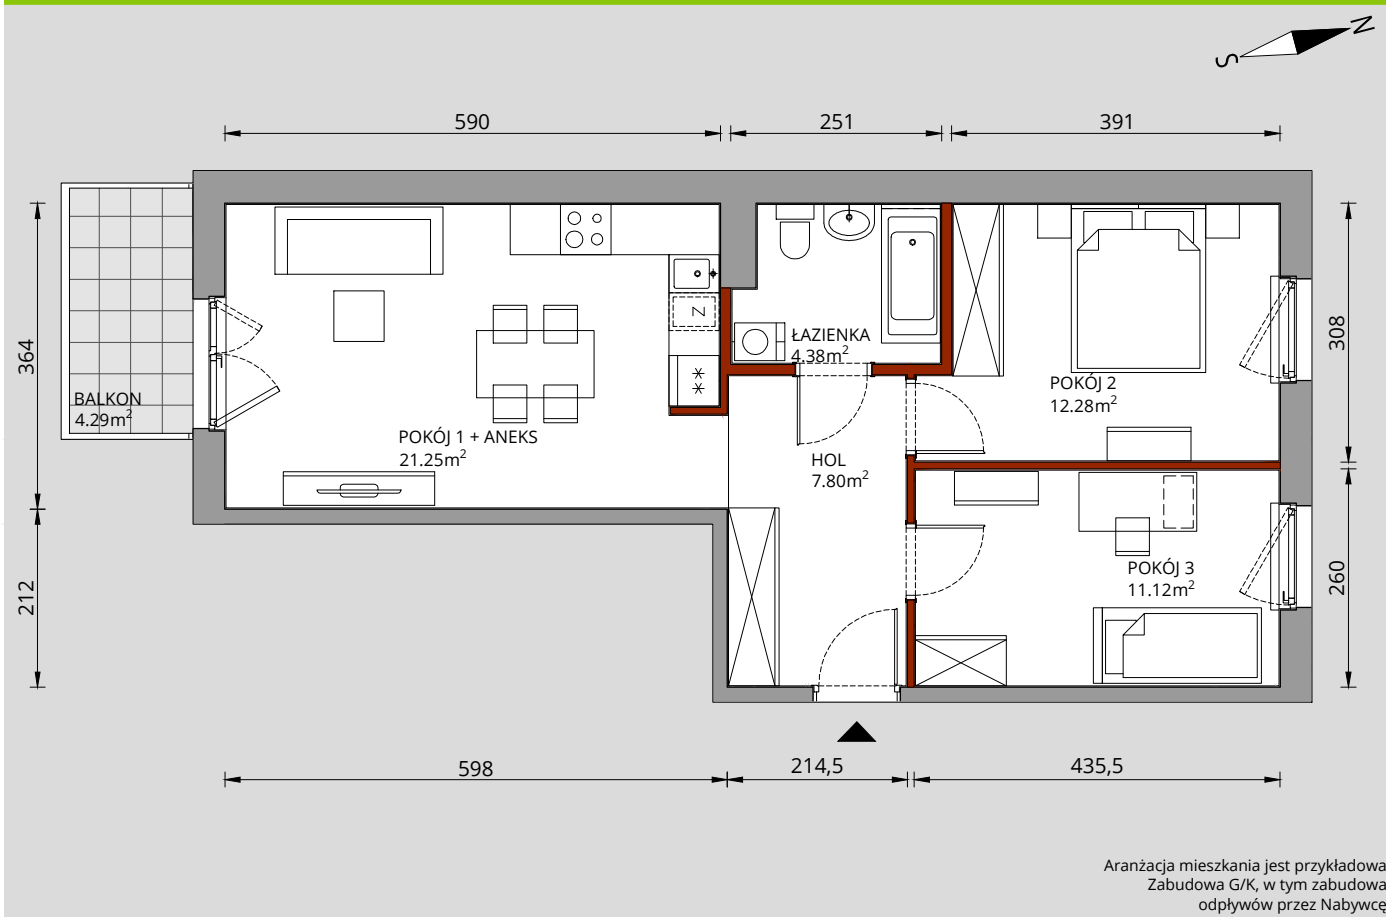 N
S
590
251
391
364
212
308
260
BALKON
4.29m²
POKÓJ 1 + ANEKS
21.25m²
Z
ŁAZIENKA
4.38m²
HOL
7.80m²
POKÓJ 2
12.28m²
POKÓJ 3
11.12m²
598
214,5
435,5
Aranżacja mieszkania jest przykładowa
Zabudowa G/K, w tym zabudowa
odpływów przez Nabywcę